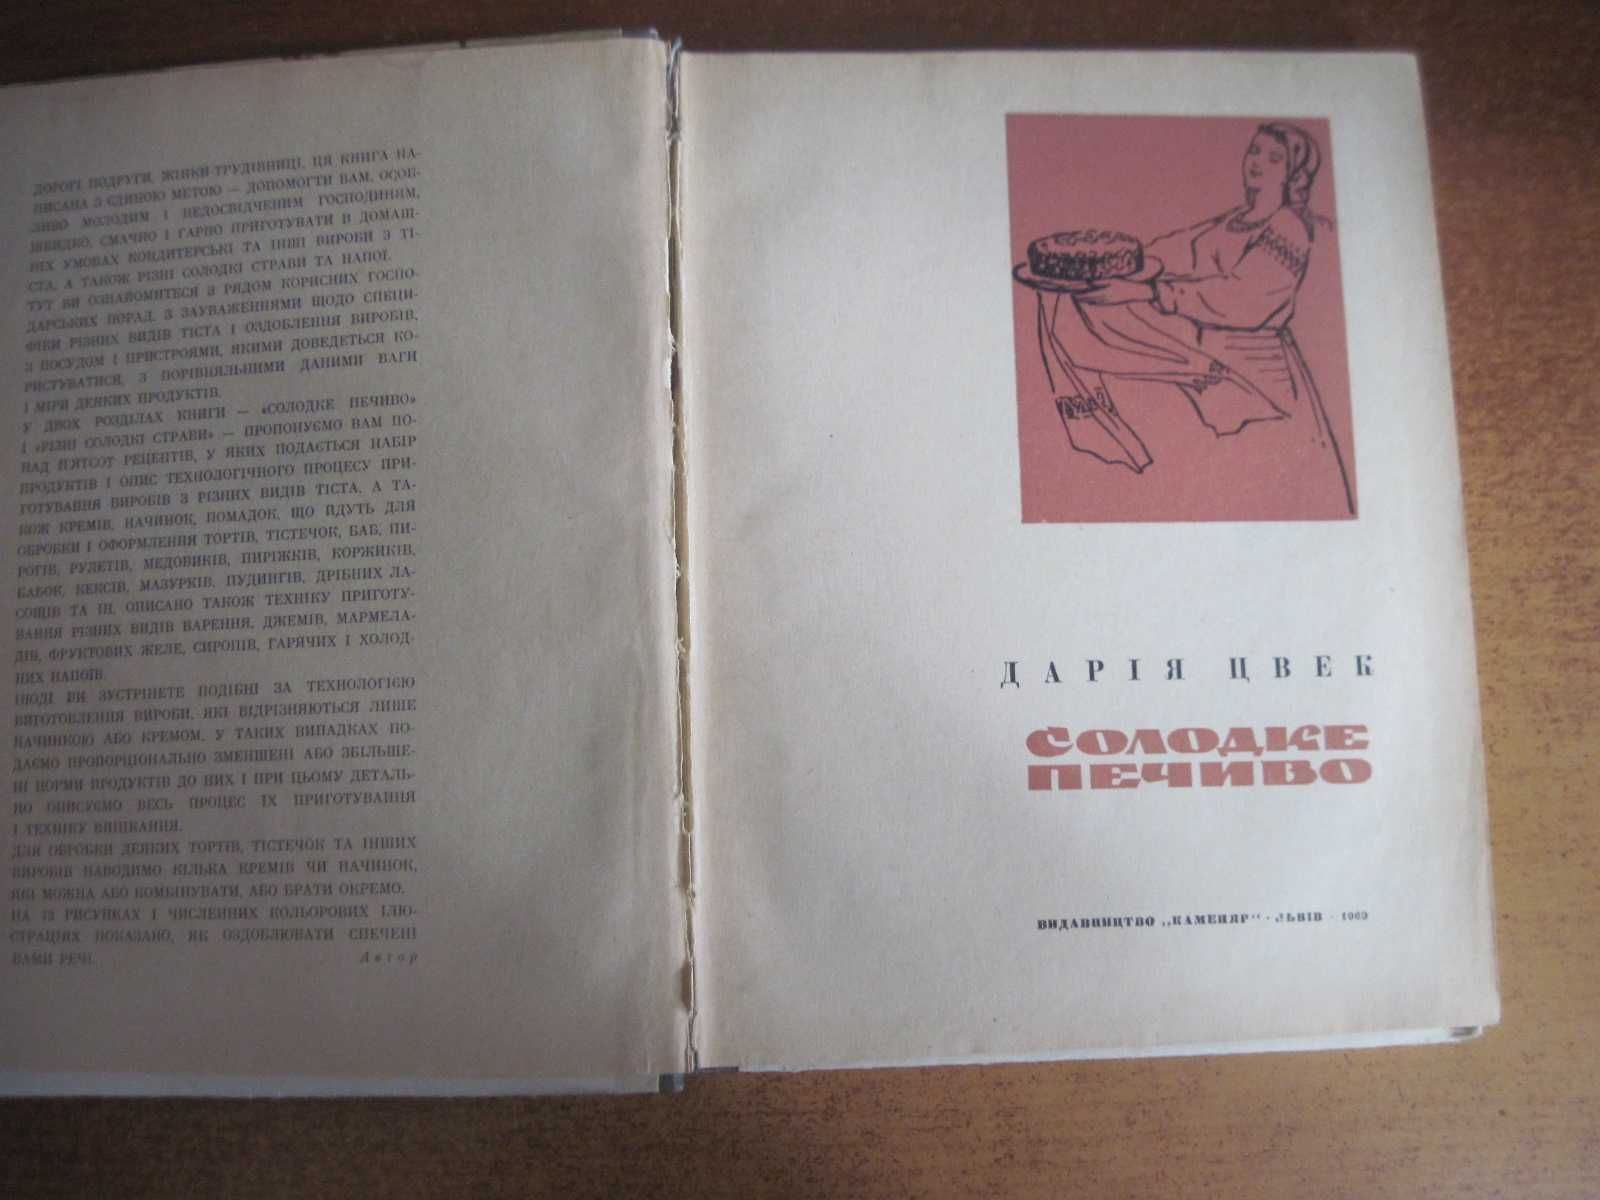 ДОРОГІ ПОДРУГИ, ЖІНКИ-ТРУДІВНИЦІ, ЦЯ КНИГА НА-
ПИСАНА З ЄДИНОЮ МЕТОЮ — ДОПОМОГТИ ВАМ, ОСОБ-
ЛИВО МОЛОДИМ І НЕДОСВІДЧЕНИМ ГОСПОДИНЯМ,
ШВИДКО, СМАЧНО І ГАРНО ПРИГОТУВАТИ В ДОМАШ-
НІХ УМОВАХ КОНДИТЕРСЬКІ ТА ІНШІ ВИРОБИ З ТІ-
СТА, А ТАКОЖ РІЗНІ СОЛОДКІ СТРАВИ ТА НАПОЇ.
ТУТ ВИ ОЗНАЙОМИТЕСЯ З РЯДОМ КОРИСНИХ ГОСПО-
ДАРСЬКИХ ПОРАД, З ЗАУВАЖЕННЯМИ ЩОДО СПЕЦИ-
ФІКИ РІЗНИХ ВИДІВ ТІСТА І ОЗДОБЛЕННЯ ВИРОБІВ,
З ПОСУДОМ І ПРИСТРОЯМИ, ЯКИМИ ДОВЕДЕТЬСЯ КО-
РИСТУВАТИСЯ, З ПОРІВНЯЛЬНИМИ ДАНИМИ ВАГИ
І МІРИ ДЕЯКИХ ПРОДУКТІВ.
У ДВОХ РОЗДІЛАХ КНИГИ — «СОЛОДКЕ ПЕЧИВО»
І «РІЗНІ СОЛОДКІ СТРАВИ» — ПРОПОНУЄМО ВАМ ПО-
НАД П'ЯТСОТ РЕЦЕПТІВ, У ЯКИХ ПОДАЄТЬСЯ НАБІР
ПРОДУКТІВ І ОПИС ТЕХНОЛОГІЧНОГО ПРОЦЕСУ ПРИ-
ГОТУВАННЯ ВИРОБІВ З РІЗНИХ ВИДІВ ТІСТА, А ТА-
КОЖ КРЕМІВ, НАЧИНОК, ПОМАДОК, ЩО ЙДУТЬ ДЛЯ
ОБРОБКИ І ОФОРМЛЕННЯ ТОРТІВ, ТІСТЕЧОК, БАБ, ПИ-
РОГІВ, РУЛЕТІВ, МЕДОВИКІВ, ПИРІЖКІВ, КОРЖИКІВ,
БАБОК, КЕКСІВ, МАЗУРКІВ, ПУДИНГІВ, ДРІБНИХ ЛА-
СОЩІВ ТА ІН. ОПИСАНО ТАКОЖ ТЕХНІКУ ПРИГОТУ-
ВАННЯ РІЗНИХ ВИДІВ ВАРЕННЯ, ДЖЕМІВ, МАРМЕЛА-
ДІВ, ФРУКТОВИХ ЖЕЛЕ, СИРОПІВ, ГАРЯЧИХ І ХОЛОД-
НИХ НАПОЇВ.
ІНОДІ ВИ ЗУСТРІНЕТЕ ПОДІБНІ ЗА ТЕХНОЛОГІЄЮ
ВИГОТОВЛЕННЯ ВИРОБИ, ЯКІ ВІДРІЗНЯЮТЬСЯ ЛИШЕ
НАЧИНКОЮ АБО КРЕМОМ. У ТАКИХ ВИПАДКАХ ПО-
ДАЄМО ПРОПОРЦІОНАЛЬНО ЗМЕНШЕНІ АБО ЗБІЛЬШЕ-
НІ НОРМИ ПРОДУКТІВ ДО НИХ І ПРИ ЦЬОМУ ДЕТАЛЬ-
НО ОПИСУЄМО ВЕСЬ ПРОЦЕС ЇХ ПРИГОТУВАННЯ
І ТЕХНІКУ ВИПІКАННЯ.
ДЛЯ ОБРОБКИ ДЕЯКИХ ТОРТІВ, ТІСТЕЧОК ТА ІНШИХ
ВИРОБІВ НАВОДИМО КІЛЬКА КРЕМІВ ЧИ НАЧИНОК,
ЯКІ МОЖНА АБО КОМБІНУВАТИ, АБО БРАТИ ОКРЕМО.
НА 13 РИСУНКАХ І ЧИСЛЕННИХ КОЛЬОРОВИХ ІЛЮ-
СТРАЦІЯХ ПОКАЗАНО, ЯК ОЗДОБЛЮВАТИ СПЕЧЕНІ
ВАМИ РЕЧІ.
Автор
ДАРІЯ ЦВЕК
СОЛОДКЕ
ПЕЧИВО
ВИДАВНИЦТВО „КАМЕНЯР“ · ЛЬВІВ · 1969